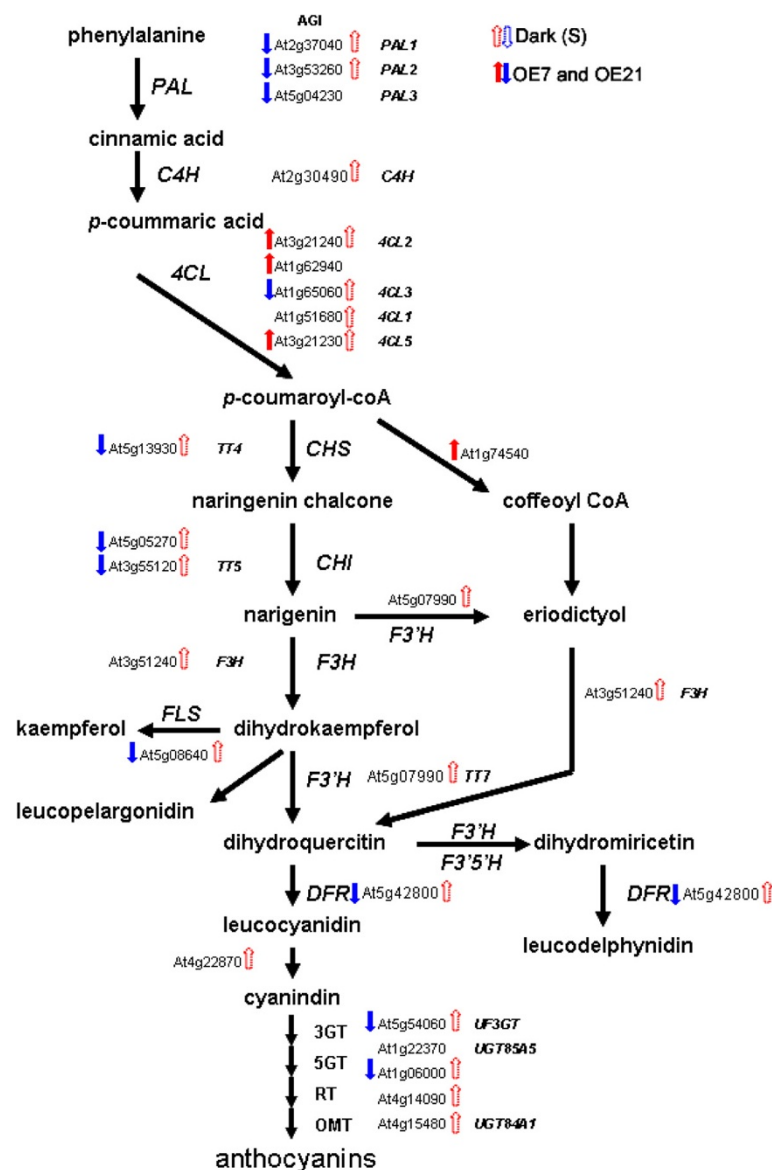 AGI
phenylalanine
At2g37040 PAL1
Dark (S)
At3g53260 PAL2
OE7 and OE21
PAL
At5g04230 PAL3
cinnamic acid
C4H
At2g30490 C4H
p-coummaric acid
At3g21240 4CL2
4CL
At1g62940
At1g65060 4CL3
At1g51680 4CL1
At3g21230 4CL5
p-coumaroyl-coA
At5g13930 TT4
CHS
At1g74540
naringenin chalcone
coffeoyl CoA
At5g05270
At3g55120 TT5
CHI
At5g07990
narigenin
eriodictyol
F3'H
At3g51240 F3H
F3H
At3g51240 F3H
FLS
kaempferol
dihydrokaempferol
At5g08640
F3'H
At5g07990 TT7
leucopelargonidin
dihydroquercitin
F3'H
dihydromiricetin
F3'5'H
DFR At5g42800
DFR At5g42800
leucocyanidin
leucodelphynidin
At4g22870
cyanindin
3GT
At5g54060 UF3GT
At1g22370 UGT85A5
5GT
At1g06000
RT
At4g14090
OMT
At4g15480 UGT84A1
anthocyanins